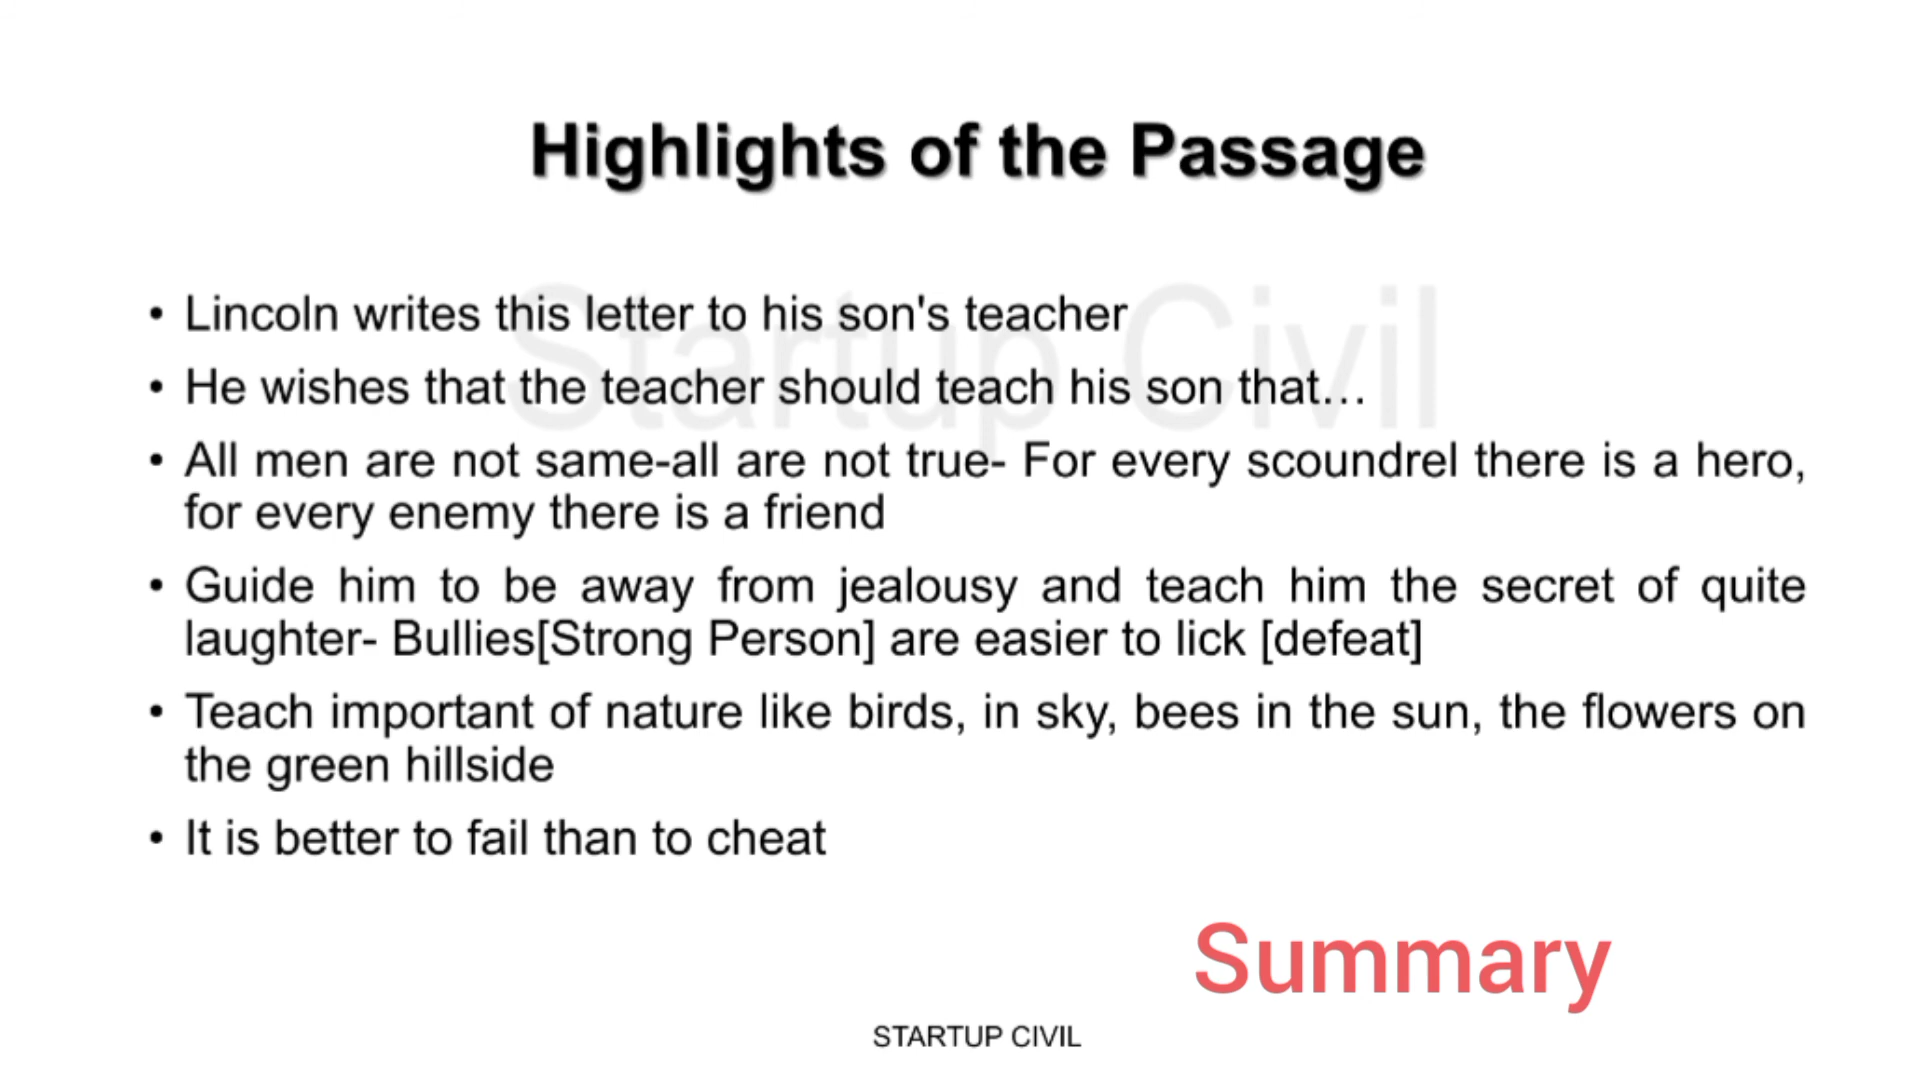 Highlights of the Passage
Startup Civil
• Lincoln writes this letter to his son's teacher
• He wishes that the teacher should teach his son that...
• All men are not same-all are not true- For every scoundrel there is a hero,
for every enemy there is a friend
• Guide him to be away from jealousy and teach him the secret of quite
laughter- Bullies[Strong Person] are easier to lick [defeat]
• Teach important of nature like birds, in sky, bees in the sun, the flowers on
the green hillside
• It is better to fail than to cheat
Summary
STARTUP CIVIL